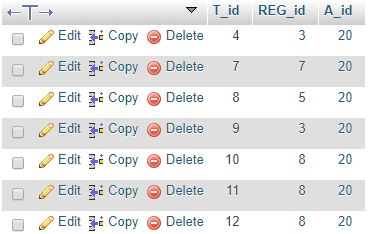 T_id REG_id A_id
Edit Copy Delete 4 3 20
Edit Copy Delete 7 7 20
Edit Copy Delete 8 5 20
Edit Copy Delete 9 3 20
Edit Copy Delete 10 8 20
Edit Copy Delete 11 8 20
Edit Copy Delete 12 8 20